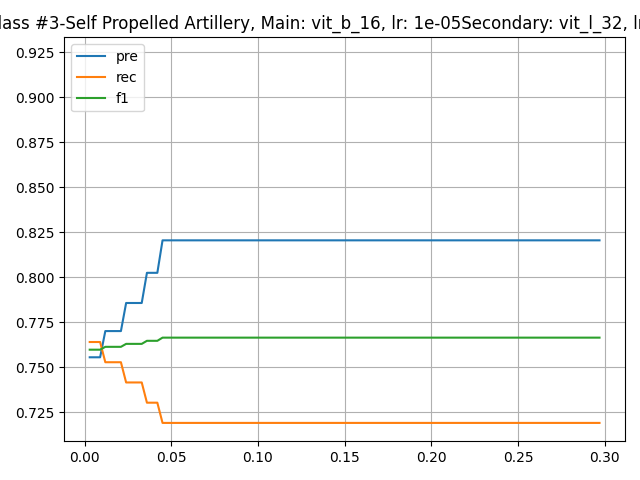 lass #3-Self Propelled Artillery, Main: vit_b_16, lr: 1e-05Secondary: vit_l_32, lr
pre
rec
f1
0.925
0.900
0.875
0.850
0.825
0.800
0.775
0.750
0.725
0.00 0.05 0.10 0.15 0.20 0.25 0.30